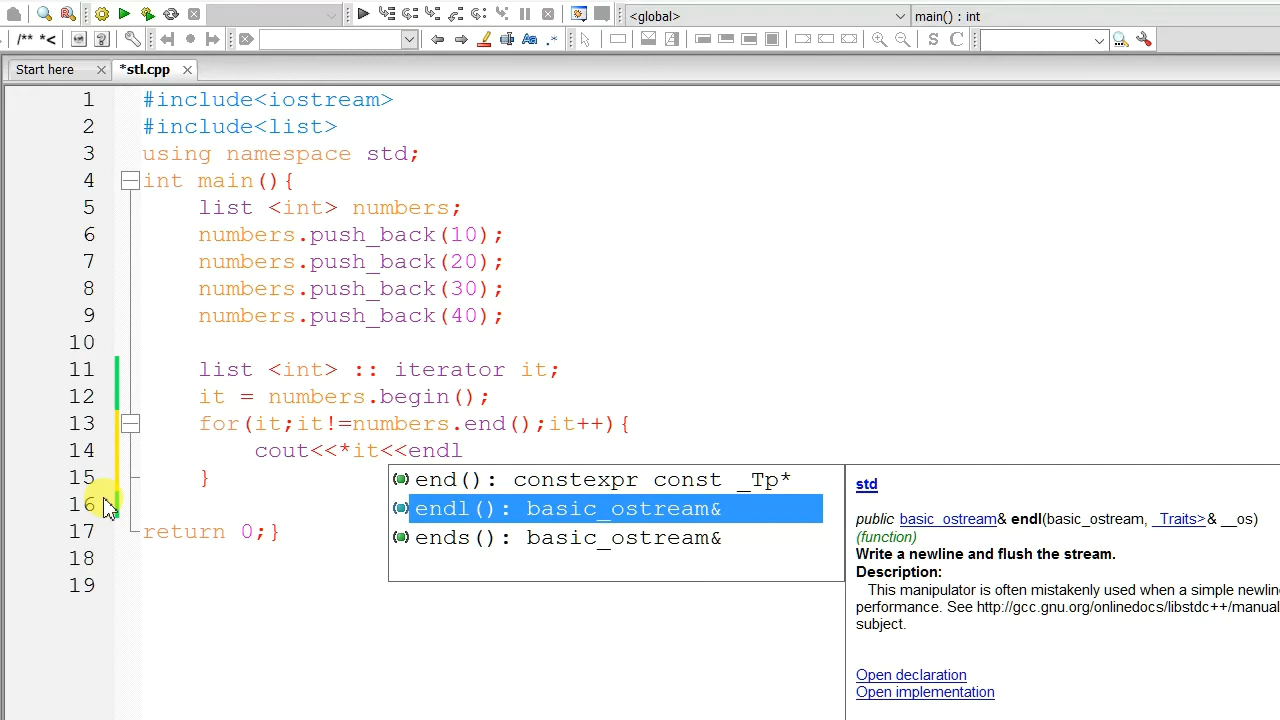 <global>
main() : int
/** *<
Start here
*stl.cpp
1 #include<iostream>
2 #include<list>
3 using namespace std;
4 int main(){
5 list <int> numbers;
6 numbers.push_back(10);
7 numbers.push_back(20);
8 numbers.push_back(30);
9 numbers.push_back(40);
10
11 list <int> :: iterator it;
12 it = numbers.begin();
13 for(it;it!=numbers.end();it++){
14 cout<<*it<<endl
15 }
16
17 return 0;}
18
19
end(): constexpr const _Tp*
endl(): basic_ostream&
ends(): basic_ostream&
std
public basic_ostream& endl(basic_ostream, _Traits>& __os)
(function)
Write a newline and flush the stream.
Description:
This manipulator is often mistakenly used when a simple newline
performance. See http://gcc.gnu.org/onlinedocs/libstdc++/manual
subject.
Open declaration
Open implementation